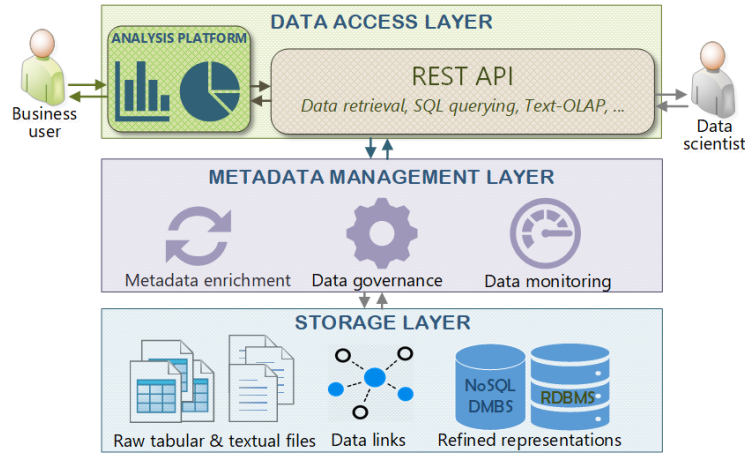 DATA ACCESS LAYER
ANALYSIS PLATFORM
REST API
Data retrieval, SQL querying, Text-OLAP, ...
Business
user
Data
scientist
METADATA MANAGEMENT LAYER
Metadata enrichment
Data governance
Data monitoring
STORAGE LAYER
NoSQL
DMBS
RDBMS
Raw tabular & textual files
Data links
Refined representations